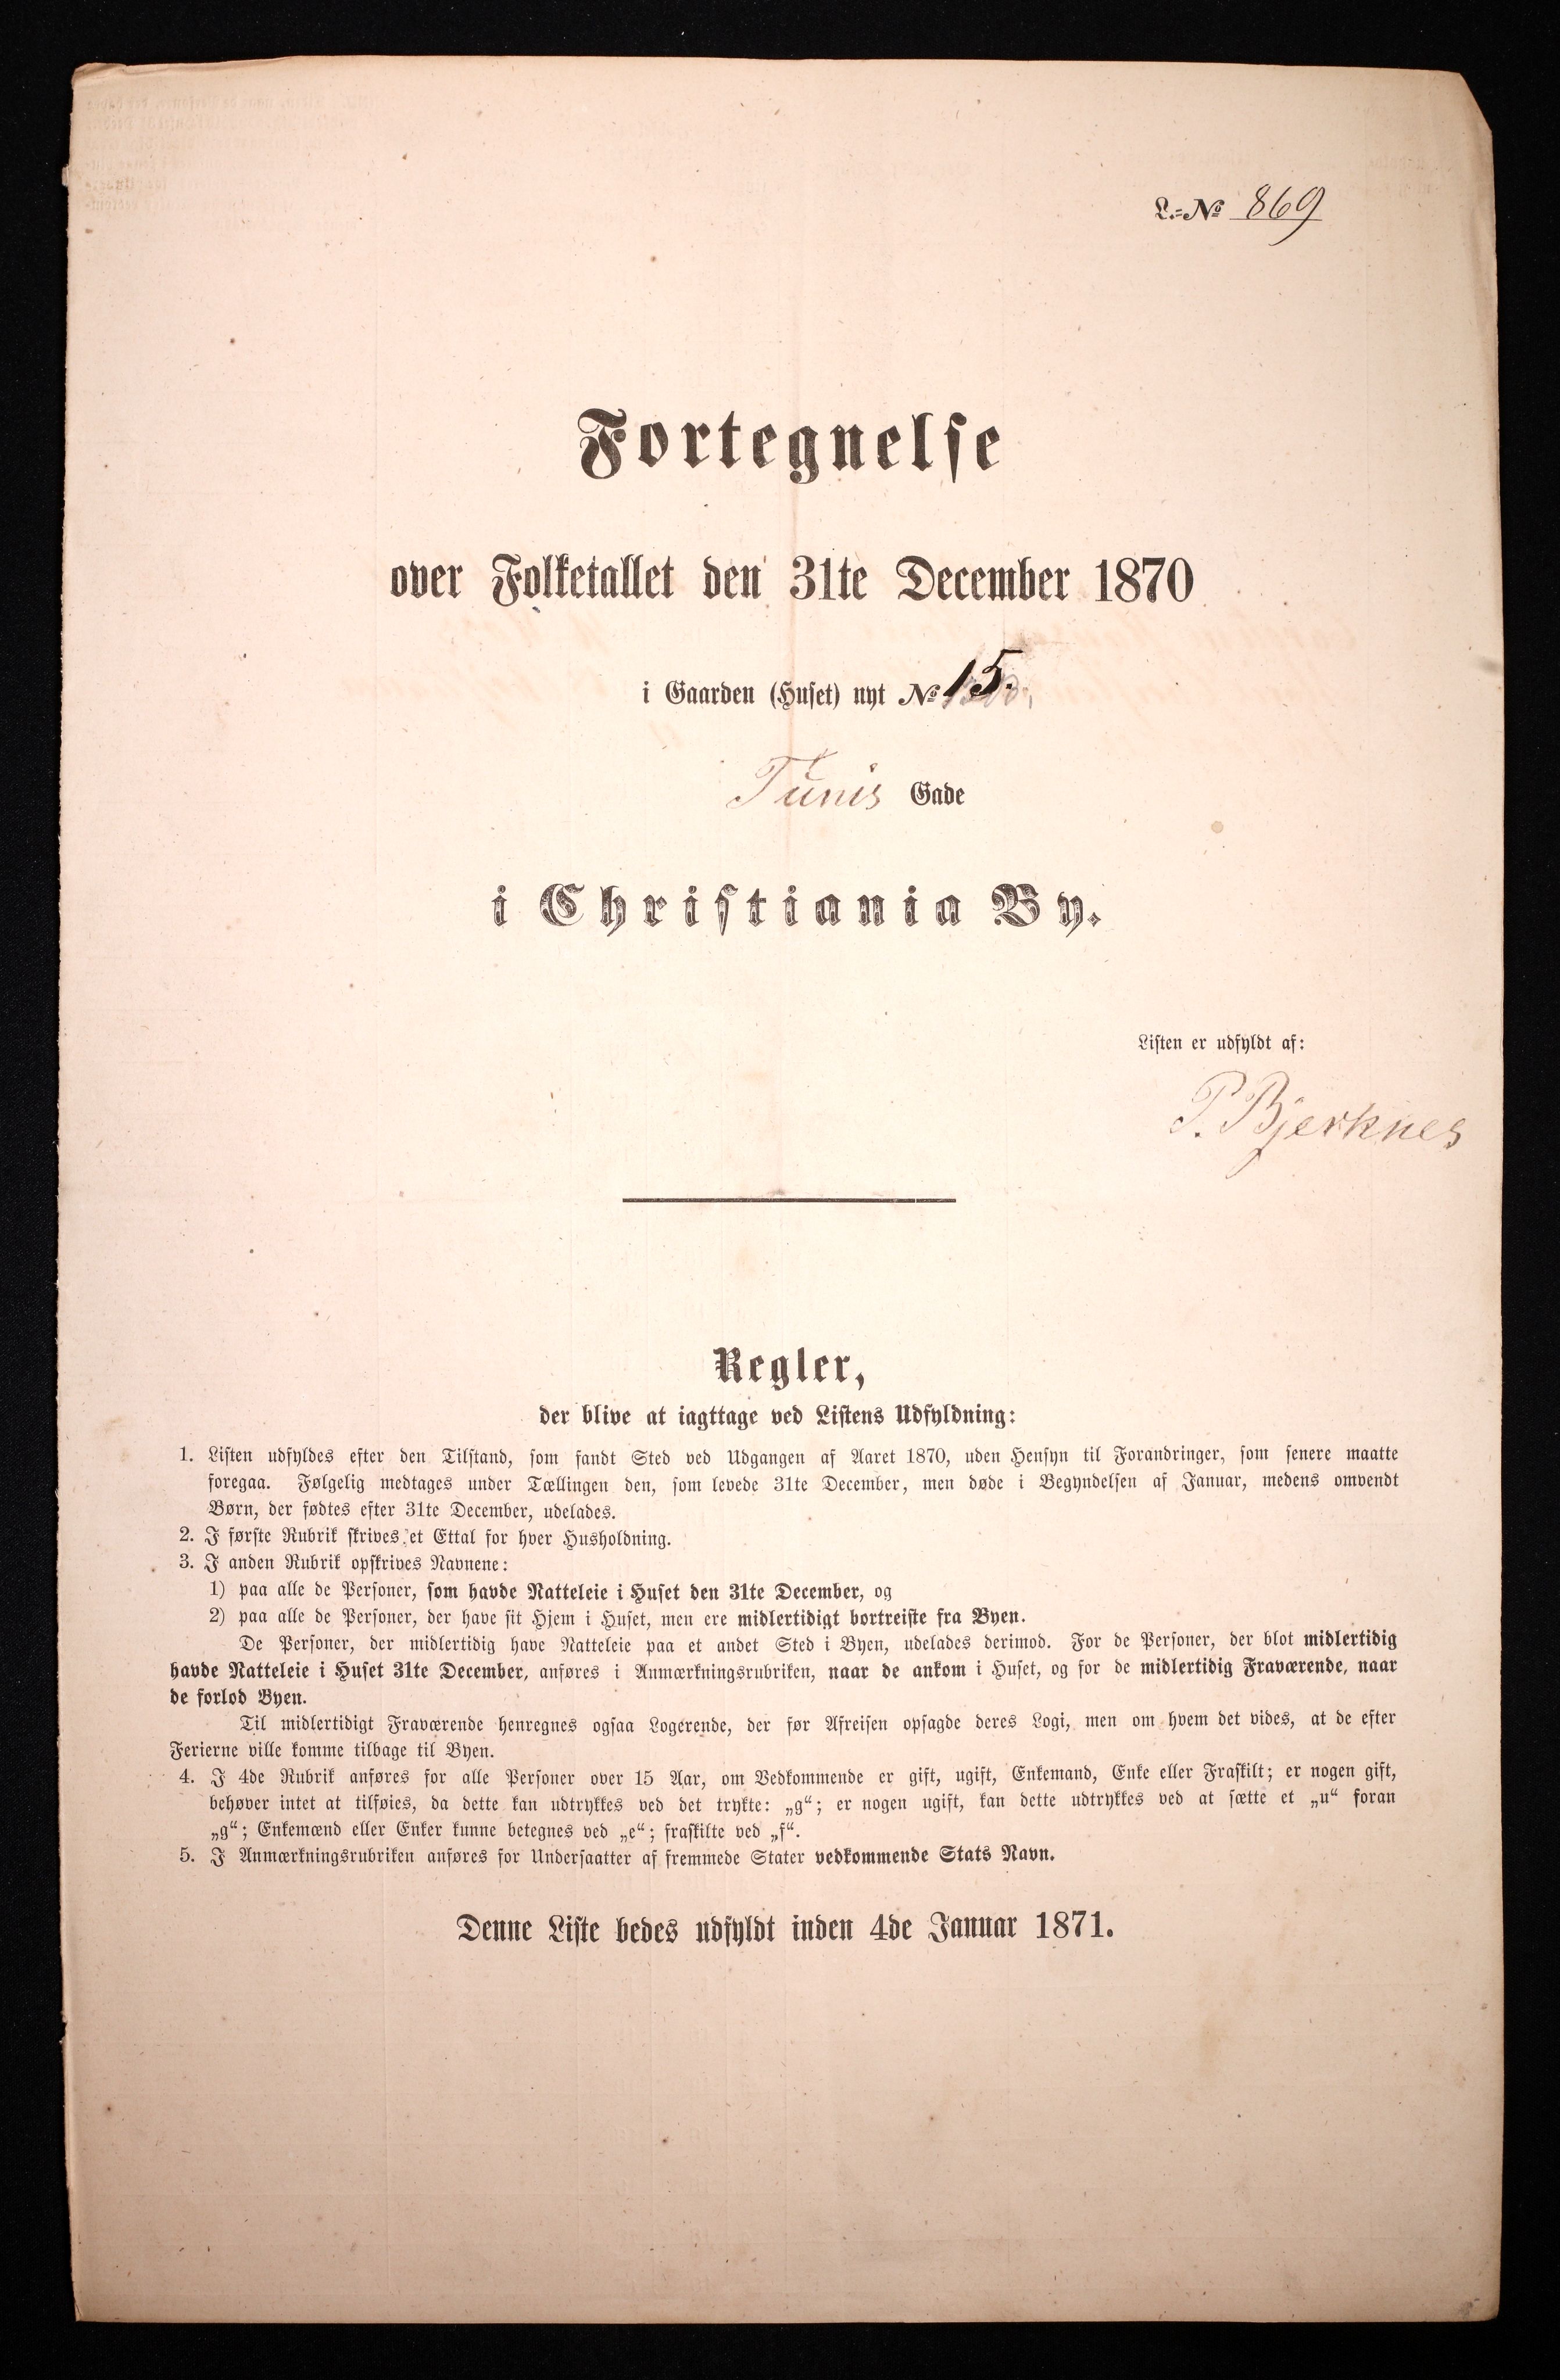 L.=No 869
Fortegnelse
over Folketallet den 31te December 1870
i Gaarden (Huset) nyt No 15.
Tunis Gade
i Christiania By.
Listen er udfyldt af:
P. Bjerknes
Regler,
der blive at iagttage ved Listens Udfyldning:
1. Listen udfyldes efter den Tilstand, som fandt Sted ved Udgangen af Aaret 1870, uden Hensyn til Forandringer, som senere maatte
foregaa. Følgelig medtages under Tællingen den, som levede 31te December, men døde i Begyndelsen af Januar, medens omvendt
Børn, der fødtes efter 31te December, udelades.
2. I første Rubrik skrives et Ettal for hver Husholdning.
3. I anden Rubrik opskrives Navnene:
1) paa alle de Personer, som havde Natteleie i Huset den 31te December, og
2) paa alle de Personer, der have sit Hjem i Huset, men ere midlertidigt bortreiste fra Byen.
De Personer, der midlertidig have Natteleie paa et andet Sted i Byen, udelades derimod. For de Personer, der blot midlertidig
havde Natteleie i Huset 31te December, anføres i Anmærkningsrubriken, naar de ankom i Huset, og for de midlertidig Fraværende, naar
de forlod Byen.
Til midlertidigt Fraværende henregnes ogsaa Logerende, der før Afreisen opsagde deres Logi, men om hvem det vides, at de efter
Ferierne ville komme tilbage til Byen.
4. I 4de Rubrik anføres for alle Personer over 15 Aar, om Vedkommende er gift, ugift, Enkemand, Enke eller Fraskilt; er nogen gift,
behøver intet at tilføies, da dette kan udtrykkes ved det trykte: „g“; er nogen ugift, kan dette udtrykkes ved at sætte et „u“ foran
„g“; Enkemænd eller Enker kunne betegnes ved „e“; fraskilte ved „f“.
5. I Anmærkningsrubriken anføres for Undersaatter af fremmede Stater vedkommende Stats Navn.
Denne Liste bedes udfyldt inden 4de Januar 1871.